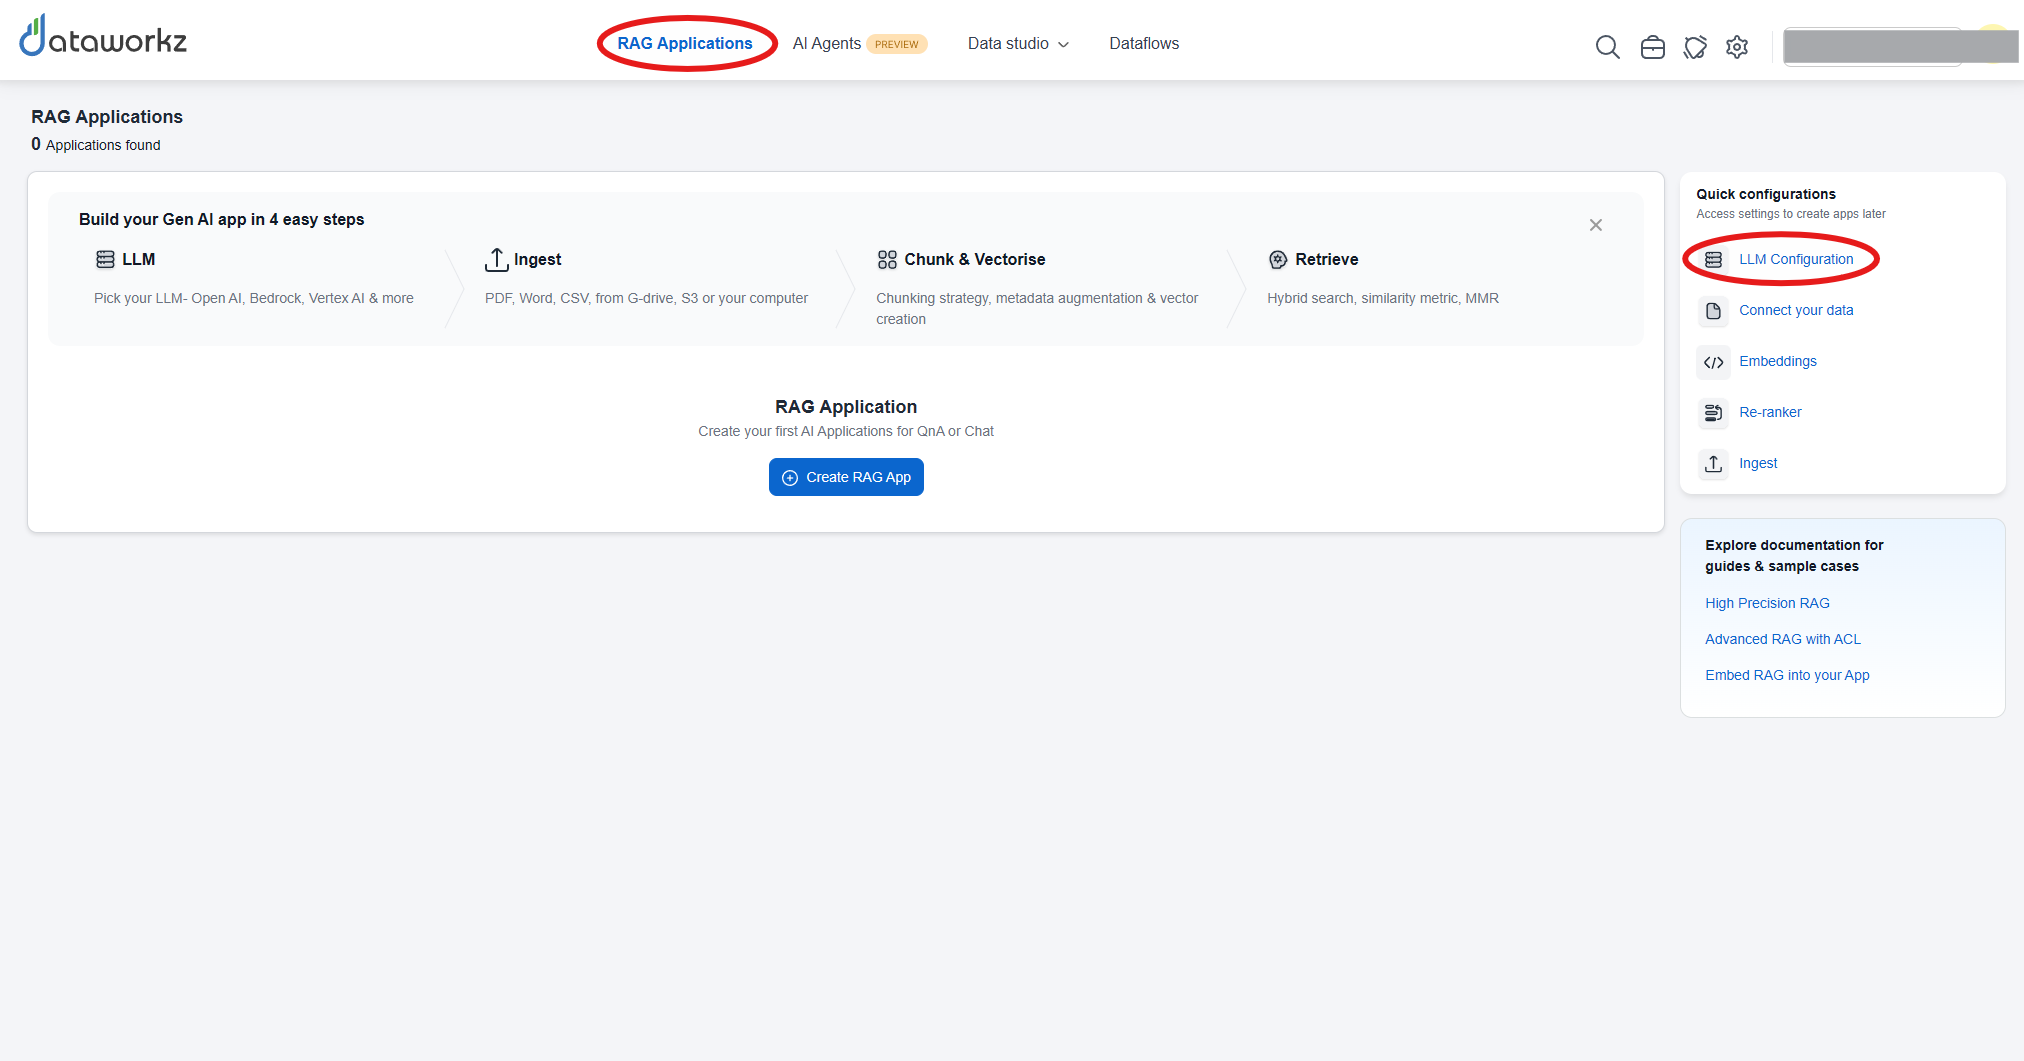 dataworkz
RAG Applications
AI Agents PREVIEW
Data studio
Dataflows
RAG Applications
0 Applications found
Build your Gen AI app in 4 easy steps
LLM
Pick your LLM- Open AI, Bedrock, Vertex AI & more
Ingest
PDF, Word, CSV, from G-drive, S3 or your computer
Chunk & Vectorise
Chunking strategy, metadata augmentation & vector
creation
Retrieve
Hybrid search, similarity metric, MMR
RAG Application
Create your first AI Applications for QnA or Chat
Create RAG App
Quick configurations
Access settings to create apps later
LLM Configuration
Connect your data
Embeddings
Re-ranker
Ingest
Explore documentation for
guides & sample cases
High Precision RAG
Advanced RAG with ACL
Embed RAG into your App